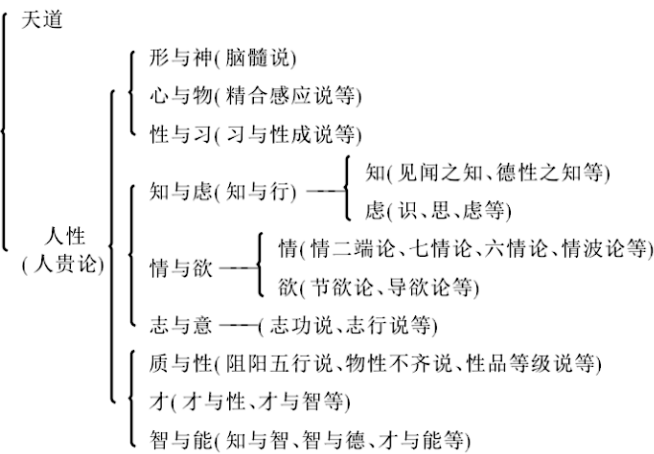 天道
形与神(脑髓说)
心与物(精合感应说等)
性与习(习与性成说等)
知与虑(知与行)
知(见闻之知、德性之知等)
虑(识、思、虑等)
人性
(人贵论)
情与欲
情(情二端论、七情论、六情论、情波论等)
欲(节欲论、导欲论等)
志与意——(志功说、志行说等)
质与性(阻阳五行说、物性不齐说、性品等级说等)
才(才与性、才与智等)
智与能(知与智、智与德、才与能等)